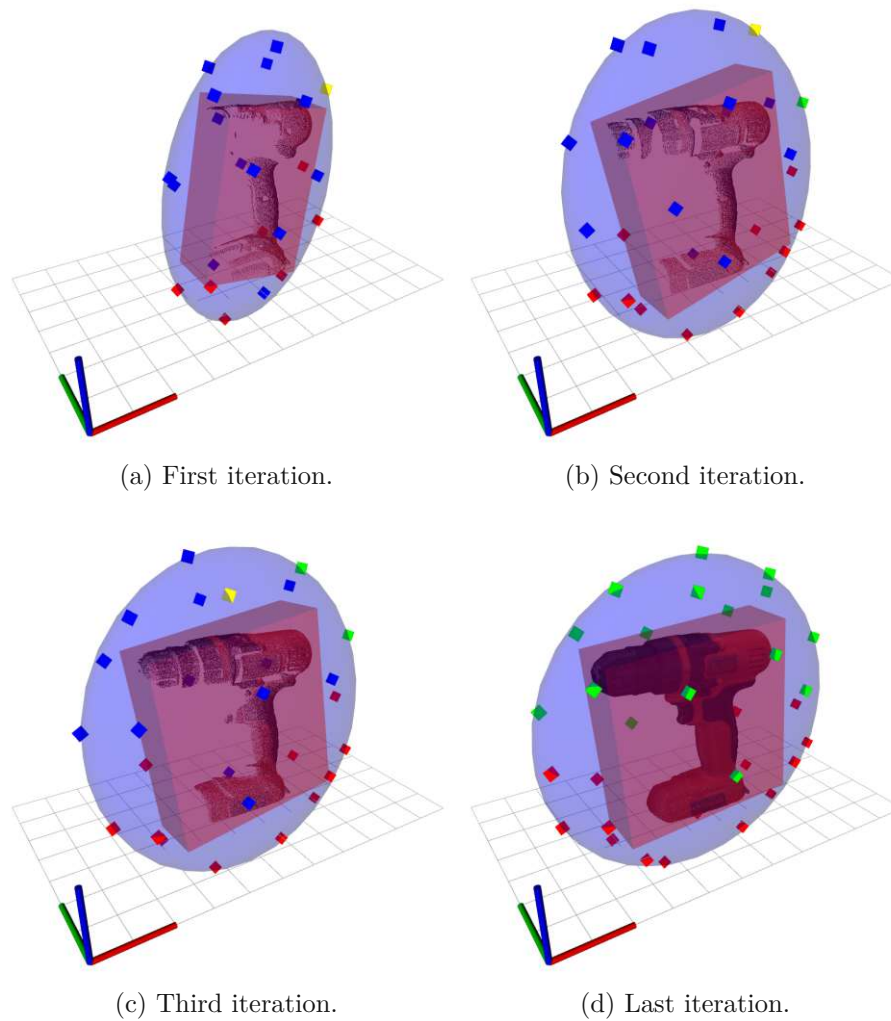 (a) First iteration.
(b) Second iteration.
(c) Third iteration.
(d) Last iteration.